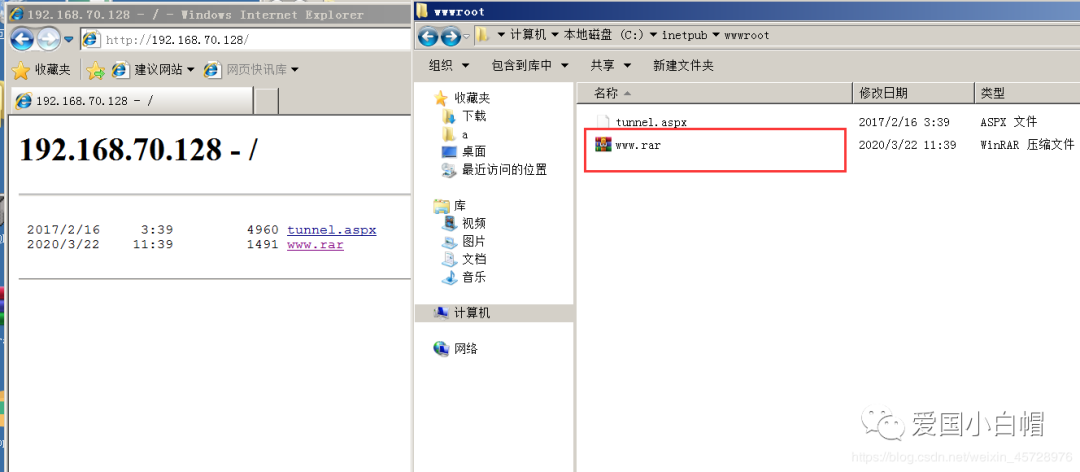 192.168.70.128 - / - Windows Internet Explorer
http://192.168.70.128/
收藏夹 建议网站 网页快讯库
192.168.70.128 - /
192.168.70.128 - /
2017/2/16 3:39 4960 tunnel.aspx
2020/3/22 11:39 1491 www.rar
wwwroot
计算机 本地磁盘 (C:) inetpub wwwroot
组织 包含到库中 共享 新建文件夹
收藏夹
下载
a
桌面
最近访问的位置
库
视频
图片
文档
音乐
计算机
网络
名称 修改日期 类型
tunnel.aspx 2017/2/16 3:39 ASPX 文件
www.rar 2020/3/22 11:39 WinRAR 压缩文件
爱国小白帽
https://blog.csdn.net/weixin_45728976